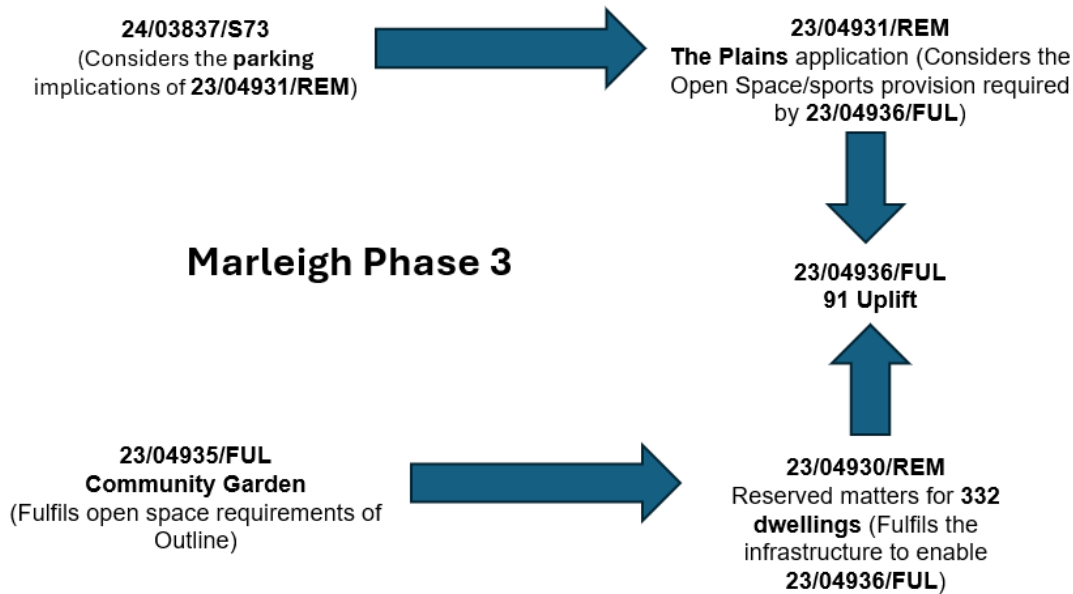 24/03837/S73
(Considers the parking
implications of 23/04931/REM)
23/04931/REM
The Plains application (Considers the
Open Space/sports provision required
by 23/04936/FUL)
Marleigh Phase 3
23/04936/FUL
91 Uplift
23/04935/FUL
Community Garden
(Fulfils open space requirements of
Outline)
23/04930/REM
Reserved matters for 332
dwellings (Fulfils the
infrastructure to enable
23/04936/FUL)